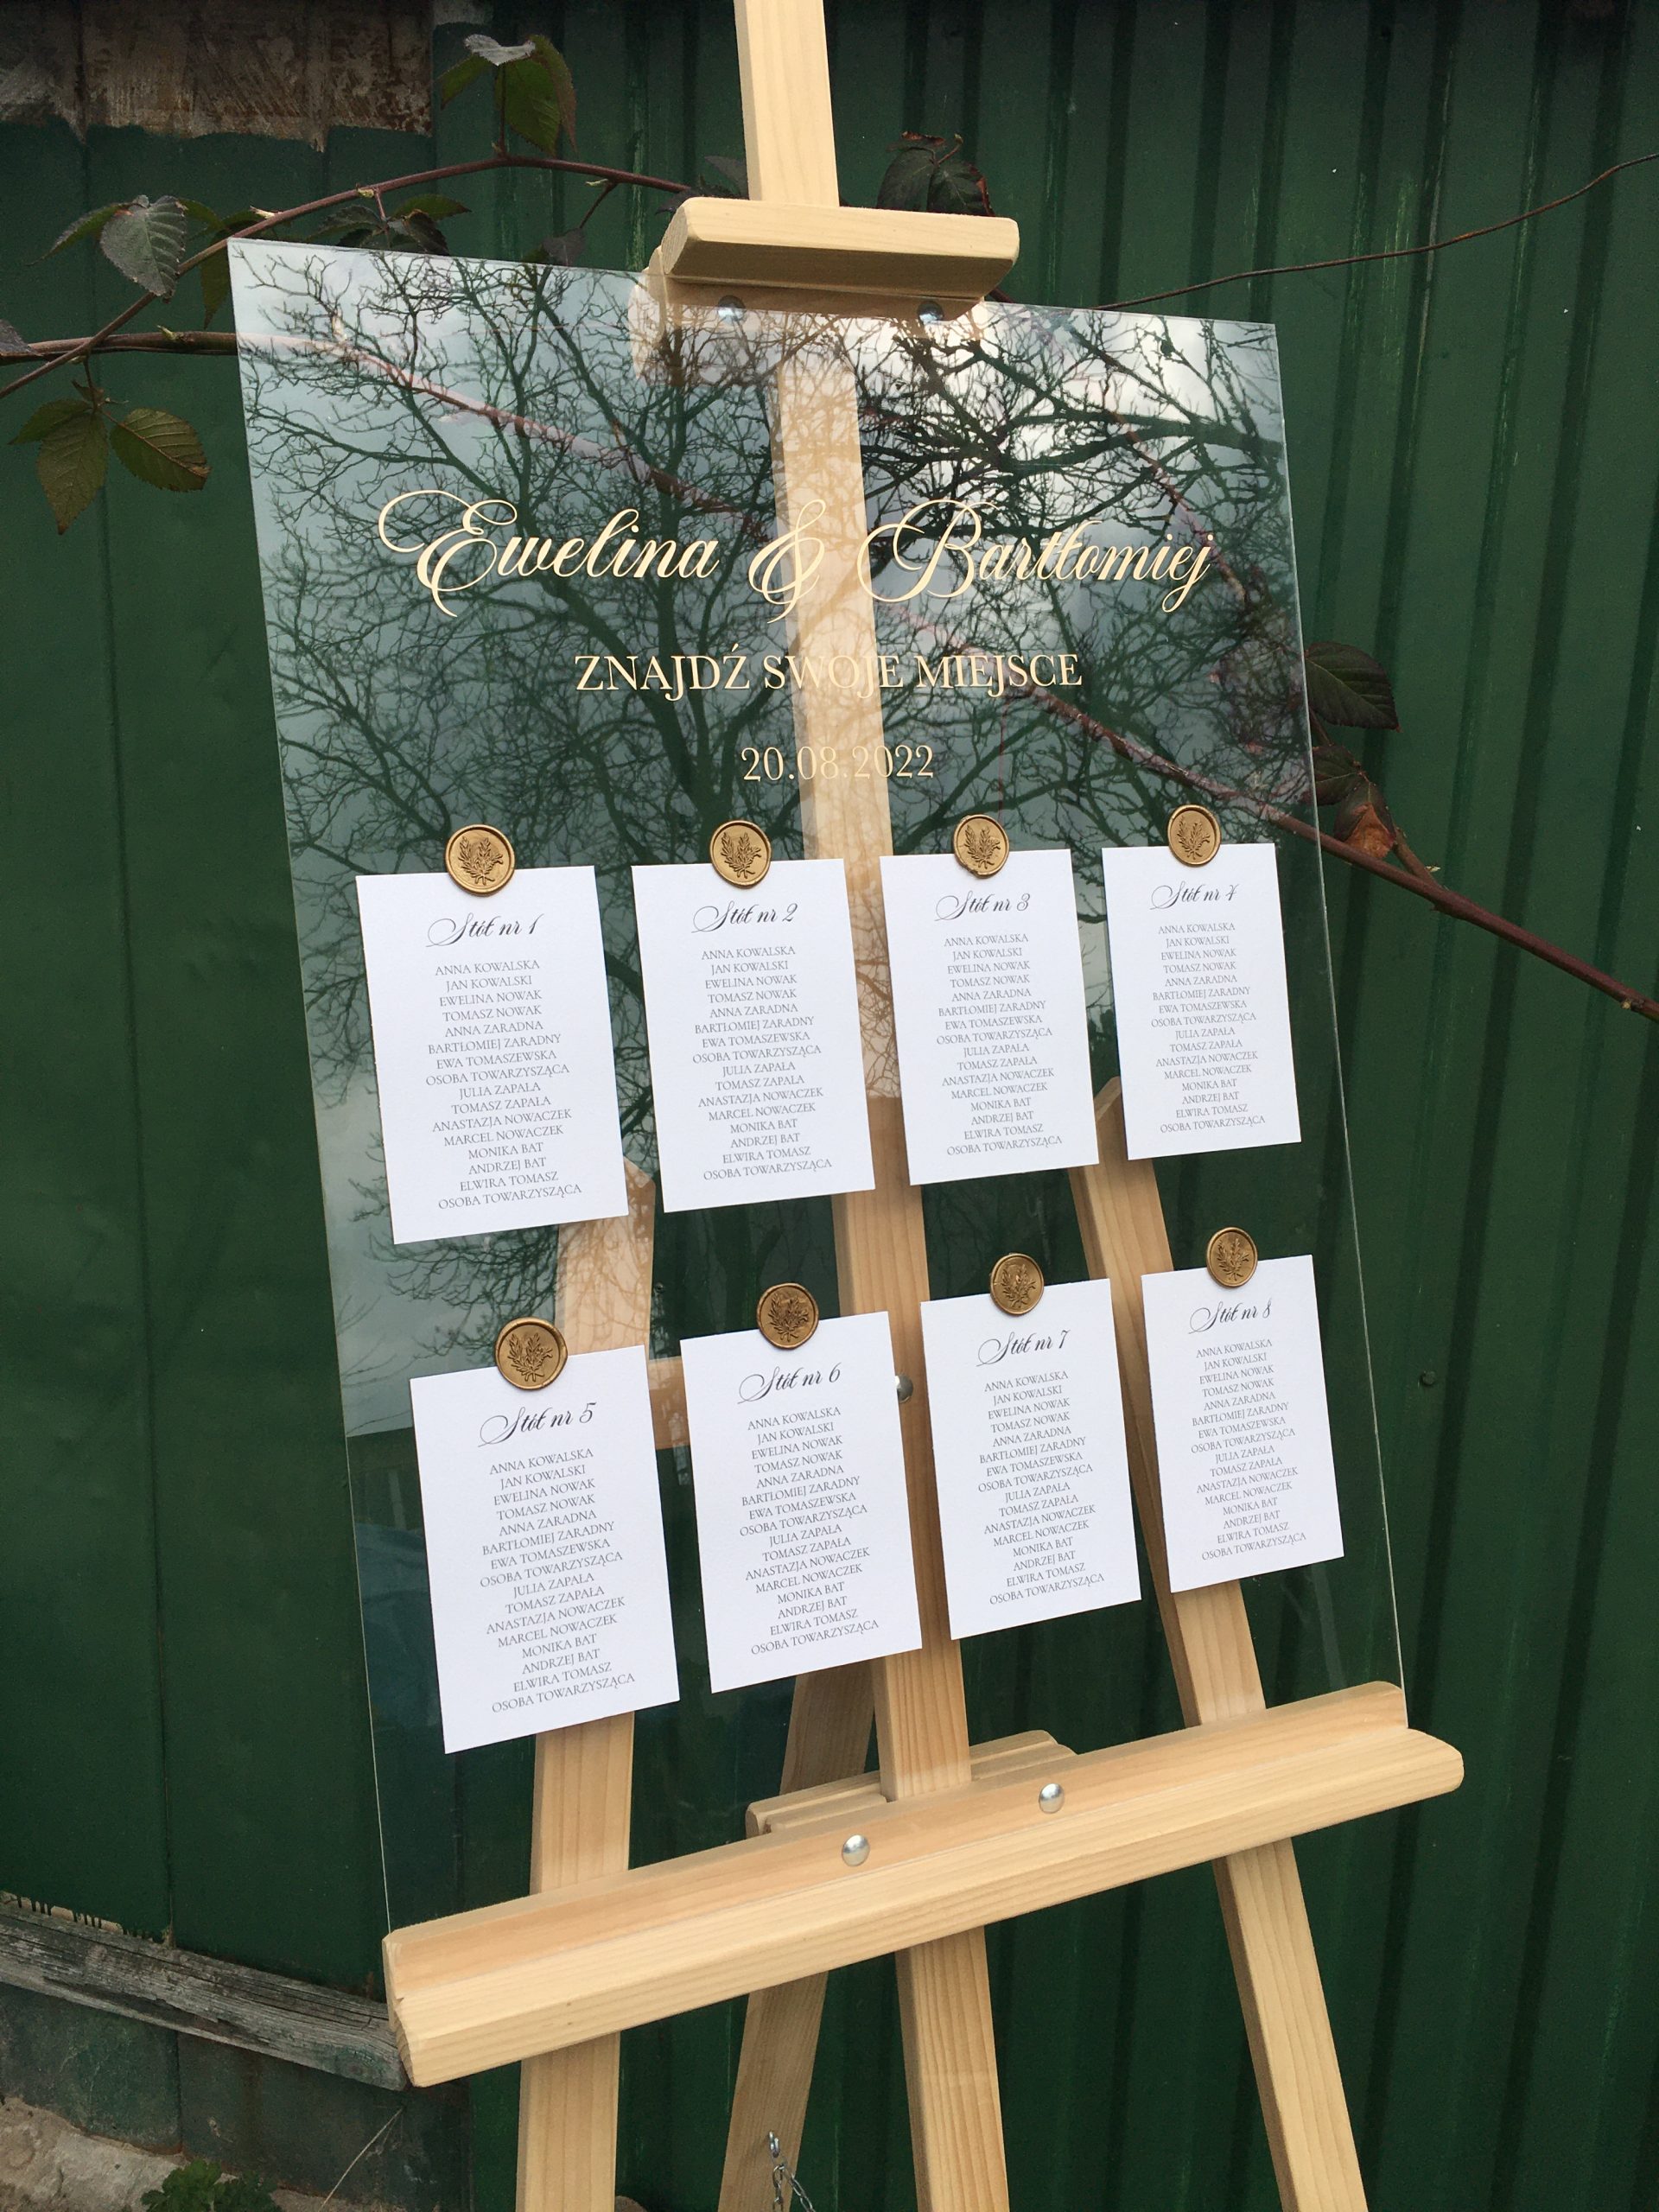 Ewelina & Bartłomiej
ZNAJDŹ SWOJE MIEJSCE
20.08.2022
Stół nr 1
ANNA KOWALSKA
JAN KOWALSKI
EWELINA NOWAK
TOMASZ NOWAK
ANNA ZARADNA
BARTŁOMIEJ ZARADNY
EWA TOMASZEWSKA
OSOBA TOWARZYSZĄCA
JULIA ZAPAŁA
TOMASZ ZAPAŁA
ANASTAZJA NOWACZEK
MARCEL NOWACZEK
MONIKA BAT
ANDRZEJ BAT
ELWIRA TOMASZ
OSOBA TOWARZYSZĄCA
Stół nr 2
ANNA KOWALSKA
JAN KOWALSKI
EWELINA NOWAK
TOMASZ NOWAK
ANNA ZARADNA
BARTŁOMIEJ ZARADNY
EWA TOMASZEWSKA
OSOBA TOWARZYSZĄCA
JULIA ZAPAŁA
TOMASZ ZAPAŁA
ANASTAZJA NOWACZEK
MARCEL NOWACZEK
MONIKA BAT
ANDRZEJ BAT
ELWIRA TOMASZ
OSOBA TOWARZYSZĄCA
Stół nr 3
ANNA KOWALSKA
JAN KOWALSKI
EWELINA NOWAK
TOMASZ NOWAK
ANNA ZARADNA
BARTŁOMIEJ ZARADNY
EWA TOMASZEWSKA
OSOBA TOWARZYSZĄCA
JULIA ZAPAŁA
TOMASZ ZAPAŁA
ANASTAZJA NOWACZEK
MARCEL NOWACZEK
MONIKA BAT
ANDRZEJ BAT
ELWIRA TOMASZ
OSOBA TOWARZYSZĄCA
Stół nr 4
ANNA KOWALSKA
JAN KOWALSKI
EWELINA NOWAK
TOMASZ NOWAK
ANNA ZARADNA
BARTŁOMIEJ ZARADNY
EWA TOMASZEWSKA
OSOBA TOWARZYSZĄCA
JULIA ZAPAŁA
TOMASZ ZAPAŁA
ANASTAZJA NOWACZEK
MARCEL NOWACZEK
MONIKA BAT
ANDRZEJ BAT
ELWIRA TOMASZ
OSOBA TOWARZYSZĄCA
Stół nr 5
ANNA KOWALSKA
JAN KOWALSKI
EWELINA NOWAK
TOMASZ NOWAK
ANNA ZARADNA
BARTŁOMIEJ ZARADNY
EWA TOMASZEWSKA
OSOBA TOWARZYSZĄCA
JULIA ZAPAŁA
TOMASZ ZAPAŁA
ANASTAZJA NOWACZEK
MARCEL NOWACZEK
MONIKA BAT
ANDRZEJ BAT
ELWIRA TOMASZ
OSOBA TOWARZYSZĄCA
Stół nr 6
ANNA KOWALSKA
JAN KOWALSKI
EWELINA NOWAK
TOMASZ NOWAK
ANNA ZARADNA
BARTŁOMIEJ ZARADNY
EWA TOMASZEWSKA
OSOBA TOWARZYSZĄCA
JULIA ZAPAŁA
TOMASZ ZAPAŁA
ANASTAZJA NOWACZEK
MARCEL NOWACZEK
MONIKA BAT
ANDRZEJ BAT
ELWIRA TOMASZ
OSOBA TOWARZYSZĄCA
Stół nr 7
ANNA KOWALSKA
JAN KOWALSKI
EWELINA NOWAK
TOMASZ NOWAK
ANNA ZARADNA
BARTŁOMIEJ ZARADNY
EWA TOMASZEWSKA
OSOBA TOWARZYSZĄCA
JULIA ZAPAŁA
TOMASZ ZAPAŁA
ANASTAZJA NOWACZEK
MARCEL NOWACZEK
MONIKA BAT
ANDRZEJ BAT
ELWIRA TOMASZ
OSOBA TOWARZYSZĄCA
Stół nr 8
ANNA KOWALSKA
JAN KOWALSKI
EWELINA NOWAK
TOMASZ NOWAK
ANNA ZARADNA
BARTŁOMIEJ ZARADNY
EWA TOMASZEWSKA
OSOBA TOWARZYSZĄCA
JULIA ZAPAŁA
TOMASZ ZAPAŁA
ANASTAZJA NOWACZEK
MARCEL NOWACZEK
MONIKA BAT
ANDRZEJ BAT
ELWIRA TOMASZ
OSOBA TOWARZYSZĄCA